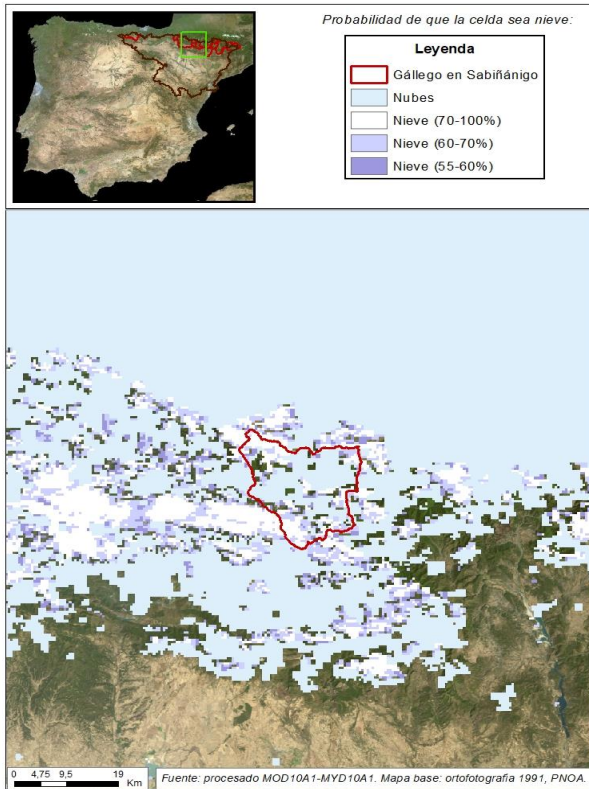 Probabilidad de que la celda sea nieve:
Leyenda
Gállego en Sabiñánigo
Nubes
Nieve (70-100%)
Nieve (60-70%)
Nieve (55-60%)
0 4,75 9,5 19
Km
Fuente: procesado MOD10A1-MYD10A1. Mapa base: ortofotografia 1991, PNOA.